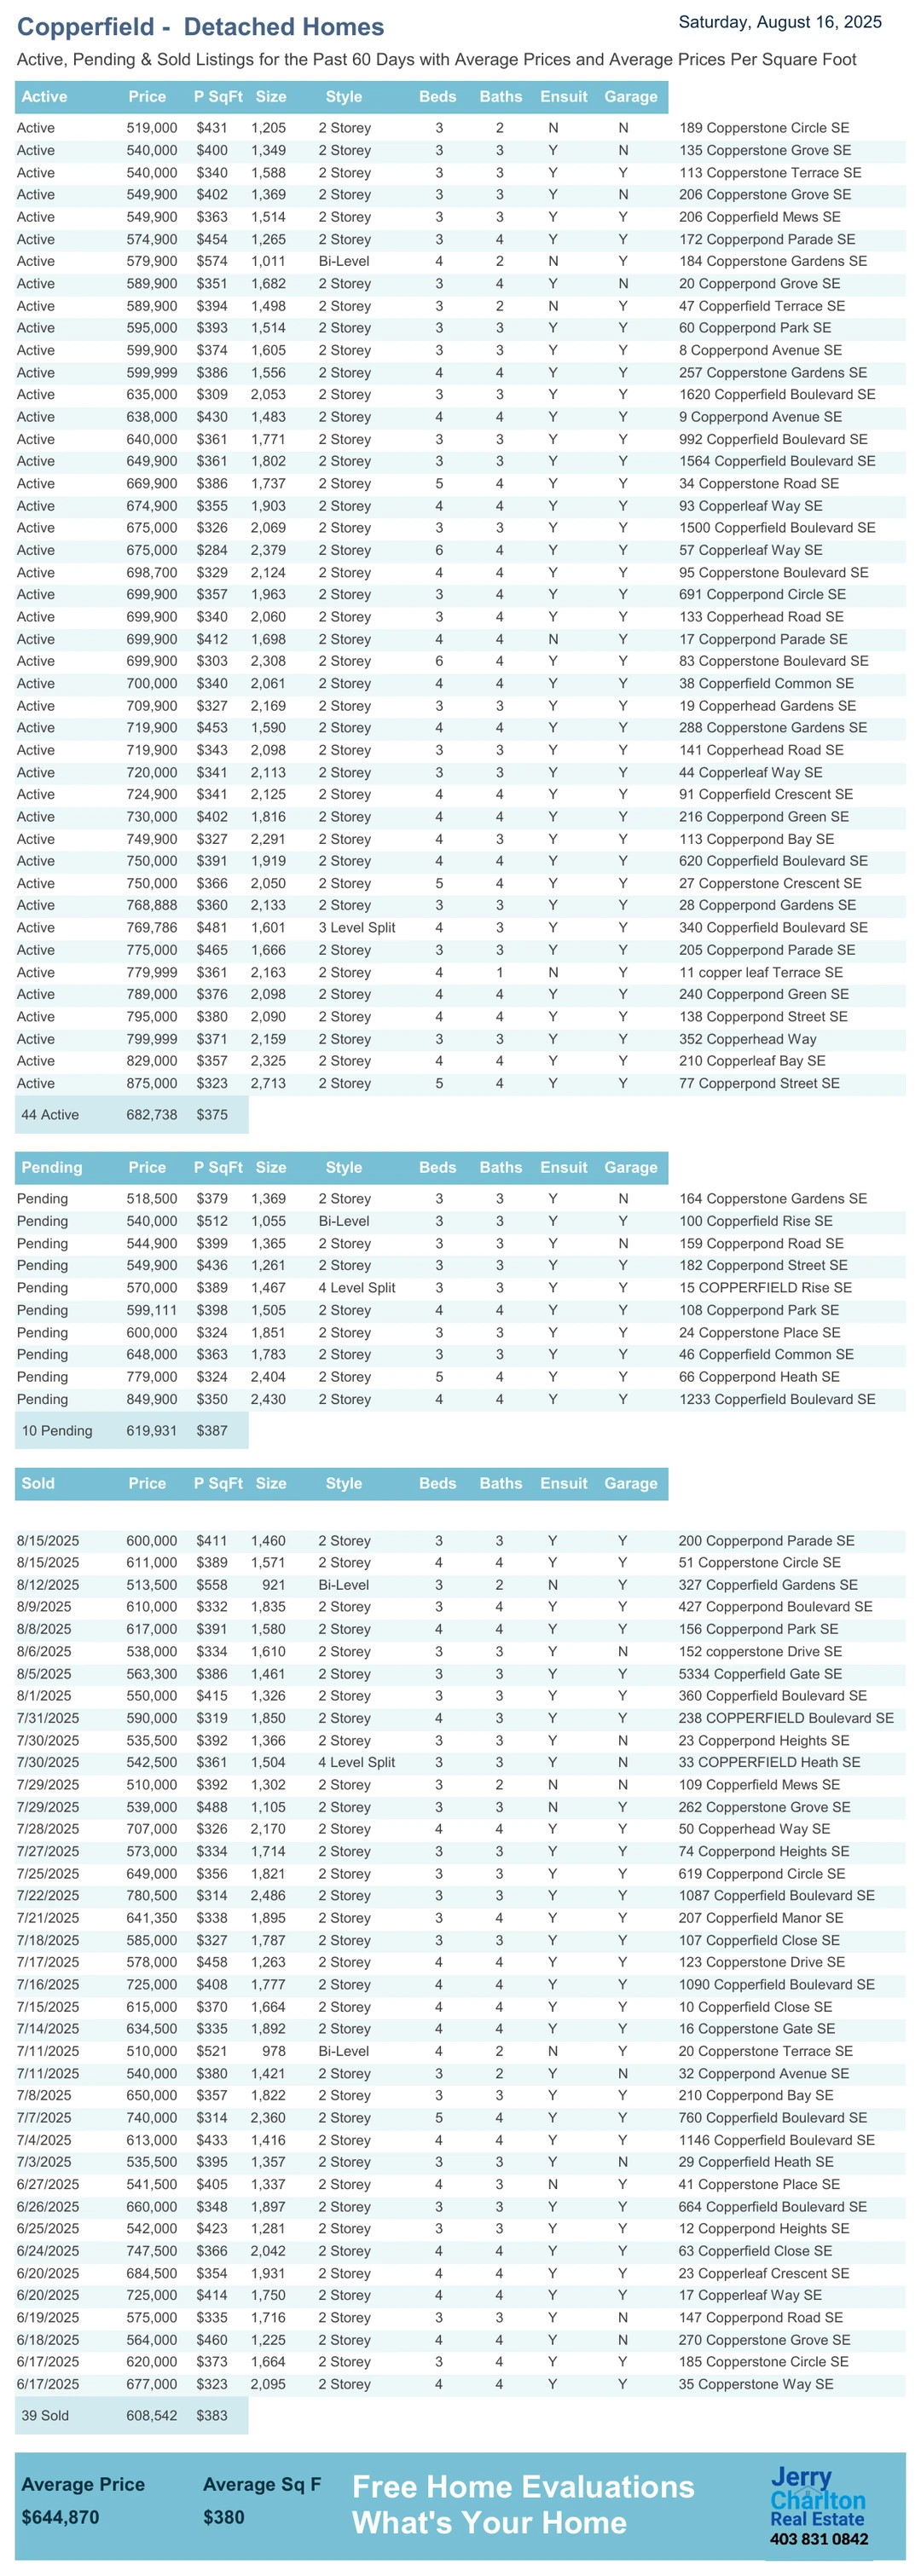 Copperfield - Detached Homes Saturday, August 16, 2025
Active, Pending & Sold Listings for the Past 60 Days with Average Prices and Average Prices Per Square Foot
Active Price P SqFt Size Style Beds Baths Ensuit Garage
Active 519,000 $431 1,205 2 Storey 3 2 N N 189 Copperstone Circle SE
Active 540,000 $400 1,349 2 Storey 3 3 Y N 135 Copperstone Grove SE
Active 540,000 $340 1,588 2 Storey 3 3 Y Y 113 Copperstone Terrace SE
Active 549,900 $402 1,369 2 Storey 3 3 Y N 206 Copperstone Grove SE
Active 549,900 $363 1,514 2 Storey 3 3 Y Y 206 Copperfield Mews SE
Active 574,900 $454 1,265 2 Storey 3 4 Y Y 172 Copperpond Parade SE
Active 579,900 $574 1,011 Bi-Level 4 2 N Y 184 Copperstone Gardens SE
Active 589,900 $351 1,682 2 Storey 3 4 Y N 20 Copperpond Grove SE
Active 589,900 $394 1,498 2 Storey 3 2 N Y 47 Copperfield Terrace SE
Active 595,000 $393 1,514 2 Storey 3 3 Y Y 60 Copperpond Park SE
Active 599,900 $374 1,605 2 Storey 3 3 Y Y 8 Copperpond Avenue SE
Active 599,999 $386 1,556 2 Storey 4 4 Y Y 257 Copperstone Gardens SE
Active 635,000 $309 2,053 2 Storey 3 3 Y Y 1620 Copperfield Boulevard SE
Active 638,000 $430 1,483 2 Storey 4 4 Y Y 9 Copperpond Avenue SE
Active 640,000 $361 1,771 2 Storey 3 3 Y Y 992 Copperfield Boulevard SE
Active 649,900 $361 1,802 2 Storey 3 3 Y Y 1564 Copperfield Boulevard SE
Active 669,900 $386 1,737 2 Storey 5 4 Y Y 34 Copperstone Road SE
Active 674,900 $355 1,903 2 Storey 4 4 Y Y 93 Copperleaf Way SE
Active 675,000 $326 2,069 2 Storey 3 3 Y Y 1500 Copperfield Boulevard SE
Active 675,000 $284 2,379 2 Storey 6 4 Y Y 57 Copperleaf Way SE
Active 698,700 $329 2,124 2 Storey 4 4 Y Y 95 Copperstone Boulevard SE
Active 699,900 $357 1,963 2 Storey 3 4 Y Y 691 Copperpond Circle SE
Active 699,900 $340 2,060 2 Storey 3 4 Y Y 133 Copperhead Road SE
Active 699,900 $412 1,698 2 Storey 4 4 N Y 17 Copperpond Parade SE
Active 699,900 $303 2,308 2 Storey 6 4 Y Y 83 Copperstone Boulevard SE
Active 700,000 $340 2,061 2 Storey 4 4 Y Y 38 Copperfield Common SE
Active 709,900 $327 2,169 2 Storey 3 3 Y Y 19 Copperhead Gardens SE
Active 719,900 $453 1,590 2 Storey 4 4 Y Y 288 Copperstone Gardens SE
Active 719,900 $343 2,098 2 Storey 3 3 Y Y 141 Copperhead Road SE
Active 720,000 $341 2,113 2 Storey 3 3 Y Y 44 Copperleaf Way SE
Active 724,900 $341 2,125 2 Storey 4 4 Y Y 91 Copperfield Crescent SE
Active 730,000 $402 1,816 2 Storey 4 4 Y Y 216 Copperpond Green SE
Active 749,900 $327 2,291 2 Storey 4 3 Y Y 113 Copperpond Bay SE
Active 750,000 $391 1,919 2 Storey 4 4 Y Y 620 Copperfield Boulevard SE
Active 750,000 $366 2,050 2 Storey 5 4 Y Y 27 Copperstone Crescent SE
Active 768,888 $360 2,133 2 Storey 3 3 Y Y 28 Copperpond Gardens SE
Active 769,786 $481 1,601 3 Level Split 4 3 Y Y 340 Copperfield Boulevard SE
Active 775,000 $465 1,666 2 Storey 3 3 Y Y 205 Copperpond Parade SE
Active 779,999 $361 2,163 2 Storey 4 1 N Y 11 copper leaf Terrace SE
Active 789,000 $376 2,098 2 Storey 4 4 Y Y 240 Copperpond Green SE
Active 795,000 $380 2,090 2 Storey 4 4 Y Y 138 Copperpond Street SE
Active 799,999 $371 2,159 2 Storey 3 3 Y Y 352 Copperhead Way
Active 829,000 $357 2,325 2 Storey 4 4 Y Y 210 Copperleaf Bay SE
Active 875,000 $323 2,713 2 Storey 5 4 Y Y 77 Copperpond Street SE
44 Active 682,738 $375
Pending Price P SqFt Size Style Beds Baths Ensuit Garage
Pending 518,500 $379 1,369 2 Storey 3 3 Y N 164 Copperstone Gardens SE
Pending 540,000 $512 1,055 Bi-Level 3 3 Y Y 100 Copperfield Rise SE
Pending 544,900 $399 1,365 2 Storey 3 3 Y N 159 Copperpond Road SE
Pending 549,900 $436 1,261 2 Storey 3 3 Y Y 182 Copperpond Street SE
Pending 570,000 $389 1,467 4 Level Split 3 3 Y Y 15 COPPERFIELD Rise SE
Pending 599,111 $398 1,505 2 Storey 4 4 Y Y 108 Copperpond Park SE
Pending 600,000 $324 1,851 2 Storey 3 3 Y Y 24 Copperstone Place SE
Pending 648,000 $363 1,783 2 Storey 3 3 Y Y 46 Copperfield Common SE
Pending 779,000 $324 2,404 2 Storey 5 4 Y Y 66 Copperpond Heath SE
Pending 849,900 $350 2,430 2 Storey 4 4 Y Y 1233 Copperfield Boulevard SE
10 Pending 619,931 $387
Sold Price P SqFt Size Style Beds Baths Ensuit Garage
8/15/2025 600,000 $411 1,460 2 Storey 3 3 Y Y 200 Copperpond Parade SE
8/15/2025 611,000 $389 1,571 2 Storey 4 4 Y Y 51 Copperstone Circle SE
8/12/2025 513,500 $558 921 Bi-Level 3 2 N Y 327 Copperfield Gardens SE
8/9/2025 610,000 $332 1,835 2 Storey 3 4 Y Y 427 Copperpond Boulevard SE
8/8/2025 617,000 $391 1,580 2 Storey 4 4 Y Y 156 Copperpond Park SE
8/6/2025 538,000 $334 1,610 2 Storey 3 3 Y N 152 copperstone Drive SE
8/5/2025 563,300 $386 1,461 2 Storey 3 3 Y Y 5334 Copperfield Gate SE
8/1/2025 550,000 $415 1,326 2 Storey 3 3 Y Y 360 Copperfield Boulevard SE
7/31/2025 590,000 $319 1,850 2 Storey 4 3 Y Y 238 COPPERFIELD Boulevard SE
7/30/2025 535,500 $392 1,366 2 Storey 3 3 Y N 23 Copperpond Heights SE
7/30/2025 542,500 $361 1,504 4 Level Split 3 3 Y N 33 COPPERFIELD Heath SE
7/29/2025 510,000 $392 1,302 2 Storey 3 2 N N 109 Copperfield Mews SE
7/29/2025 539,000 $488 1,105 2 Storey 3 3 N Y 262 Copperstone Grove SE
7/28/2025 707,000 $326 2,170 2 Storey 4 4 Y Y 50 Copperhead Way SE
7/27/2025 573,000 $334 1,714 2 Storey 3 3 Y Y 74 Copperpond Heights SE
7/25/2025 649,000 $356 1,821 2 Storey 3 3 Y Y 619 Copperpond Circle SE
7/22/2025 780,500 $314 2,486 2 Storey 3 3 Y Y 1087 Copperfield Boulevard SE
7/21/2025 641,350 $338 1,895 2 Storey 3 4 Y Y 207 Copperfield Manor SE
7/18/2025 585,000 $327 1,787 2 Storey 3 3 Y Y 107 Copperfield Close SE
7/17/2025 578,000 $458 1,263 2 Storey 4 4 Y Y 123 Copperstone Drive SE
7/16/2025 725,000 $408 1,777 2 Storey 4 4 Y Y 1090 Copperfield Boulevard SE
7/15/2025 615,000 $370 1,664 2 Storey 4 4 Y Y 10 Copperfield Close SE
7/14/2025 634,500 $335 1,892 2 Storey 4 4 Y Y 16 Copperstone Gate SE
7/11/2025 510,000 $521 978 Bi-Level 4 2 N Y 20 Copperstone Terrace SE
7/11/2025 540,000 $380 1,421 2 Storey 3 2 Y N 32 Copperpond Avenue SE
7/8/2025 650,000 $357 1,822 2 Storey 3 3 Y Y 210 Copperpond Bay SE
7/7/2025 740,000 $314 2,360 2 Storey 5 4 Y Y 760 Copperfield Boulevard SE
7/4/2025 613,000 $433 1,416 2 Storey 4 4 Y Y 1146 Copperfield Boulevard SE
7/3/2025 535,500 $395 1,357 2 Storey 3 3 Y N 29 Copperfield Heath SE
6/27/2025 541,500 $405 1,337 2 Storey 4 3 N Y 41 Copperstone Place SE
6/26/2025 660,000 $348 1,897 2 Storey 3 3 Y Y 664 Copperfield Boulevard SE
6/25/2025 542,000 $423 1,281 2 Storey 3 3 Y Y 12 Copperpond Heights SE
6/24/2025 747,500 $366 2,042 2 Storey 4 4 Y Y 63 Copperfield Close SE
6/20/2025 684,500 $354 1,931 2 Storey 4 4 Y Y 23 Copperleaf Crescent SE
6/20/2025 725,000 $414 1,750 2 Storey 4 4 Y Y 17 Copperleaf Way SE
6/19/2025 575,000 $335 1,716 2 Storey 3 3 Y N 147 Copperpond Road SE
6/18/2025 564,000 $460 1,225 2 Storey 4 4 Y N 270 Copperstone Grove SE
6/17/2025 620,000 $373 1,664 2 Storey 3 4 Y Y 185 Copperstone Circle SE
6/17/2025 677,000 $323 2,095 2 Storey 4 4 Y Y 35 Copperstone Way SE
39 Sold 608,542 $383
Average Price Average Sq F Free Home Evaluations
$644,870 $380 What's Your Home
Jerry
Charlton
Real Estate
403 831 0842